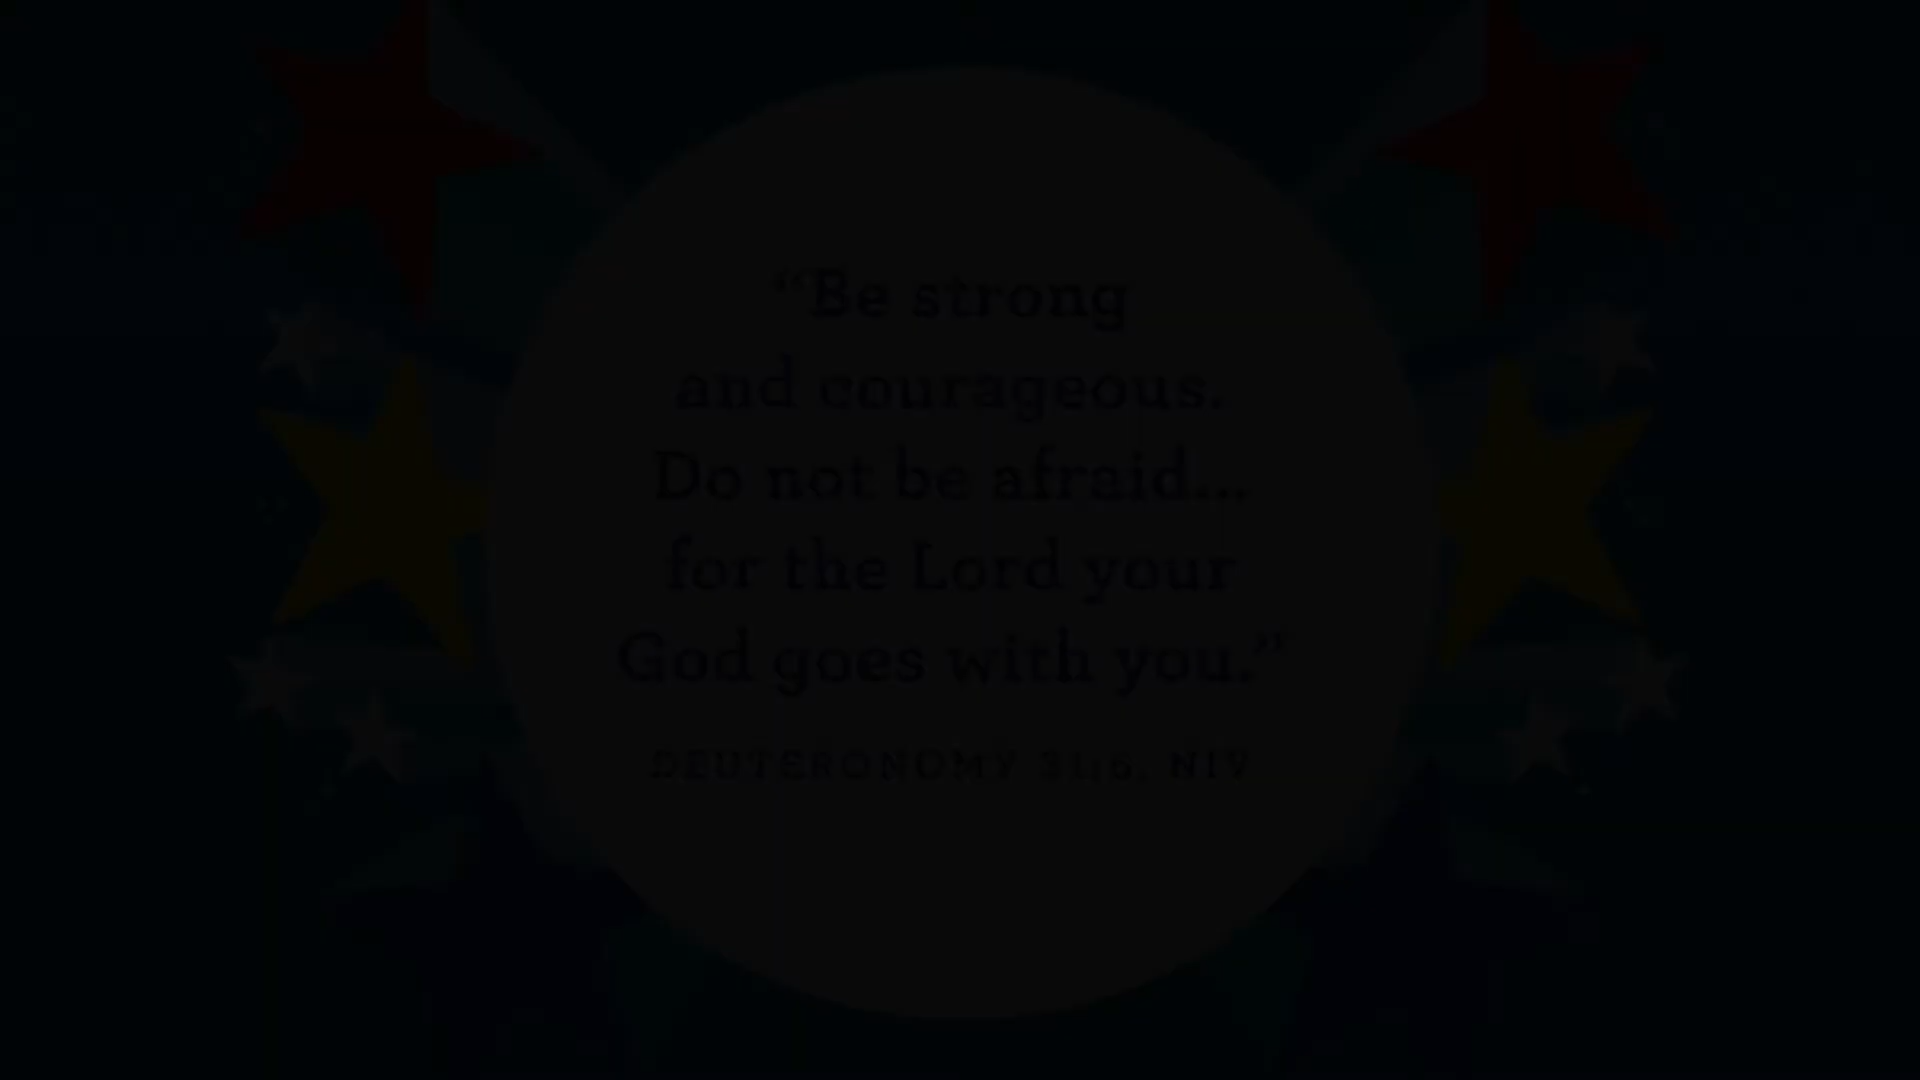 “Be strong
and courageous.
Do not be afraid...
for the Lord your
God goes with you.”
DEUTERONOMY 31:6, NIV